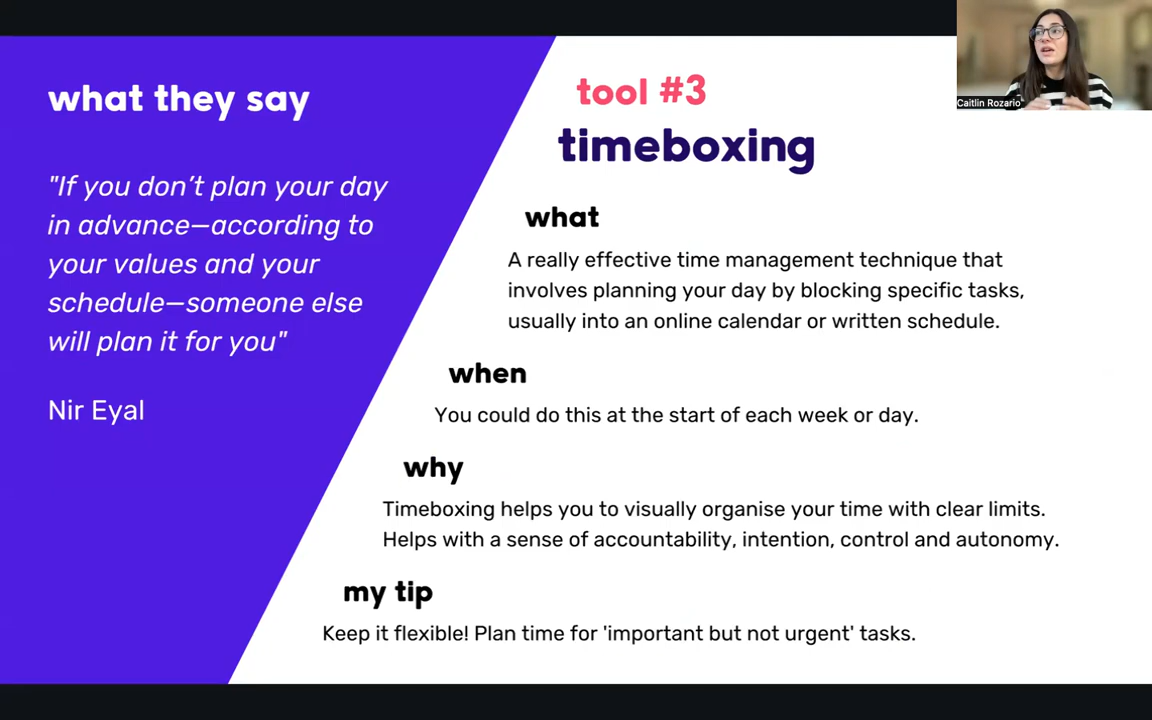 what they say
"If you don’t plan your day
in advance—according to
your values and your
schedule—someone else
will plan it for you"
Nir Eyal
tool #3
timeboxing
what
A really effective time management technique that
involves planning your day by blocking specific tasks,
usually into an online calendar or written schedule.
when
You could do this at the start of each week or day.
why
Timeboxing helps you to visually organise your time with clear limits.
Helps with a sense of accountability, intention, control and autonomy.
my tip
Keep it flexible! Plan time for 'important but not urgent' tasks.
Caitlin Rozario